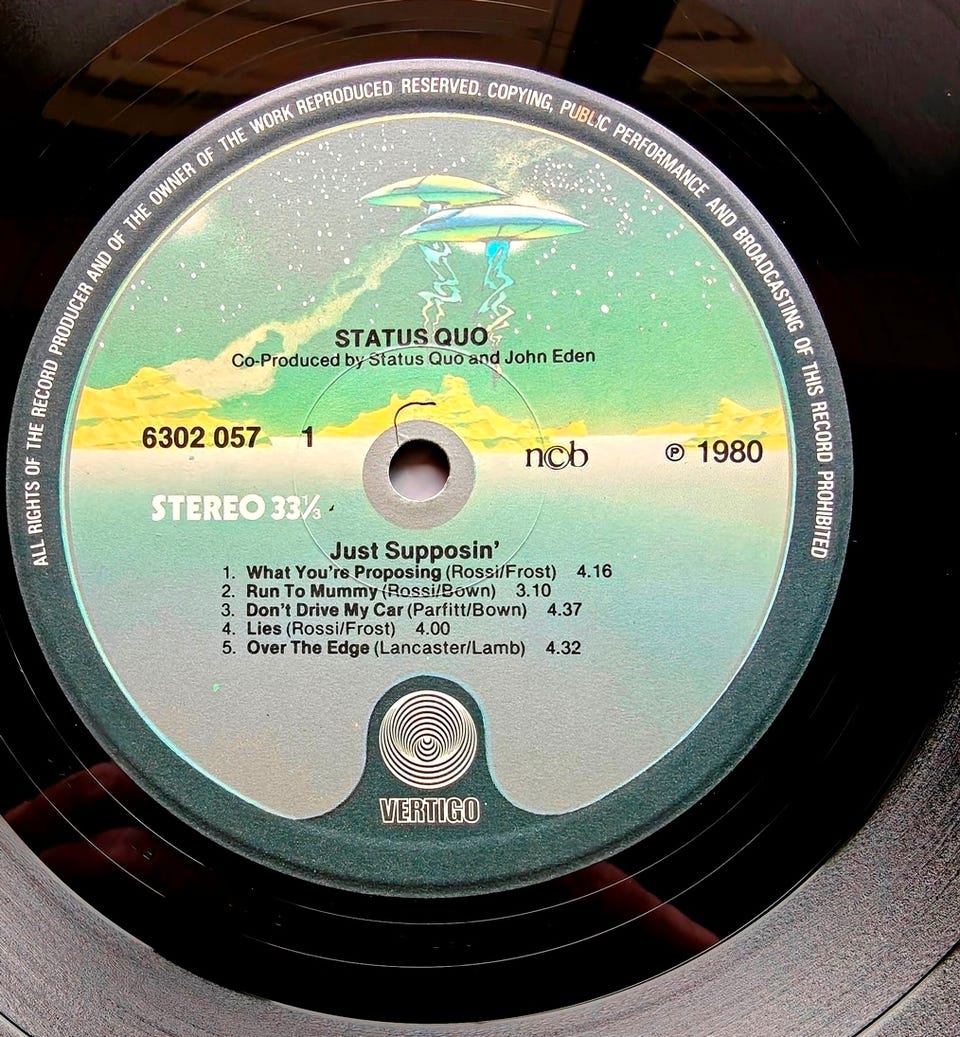 ALL RIGHTS OF THE RECORD PRODUCER AND OF THE OWNER OF THE WORK REPRODUCED RESERVED. COPYING, PUBLIC PERFORMANCE AND BROADCASTING OF THIS RECORD PROHIBITED
STATUS QUO
Co-Produced by Status Quo and John Eden
6302 057 1
n©b
℗ 1980
STEREO 33⅓
Just Supposin'
1. What You're Proposing (Rossi/Frost) 4.16
2. Run To Mummy (Rossi/Bown) 3.10
3. Don't Drive My Car (Parfitt/Bown) 4.37
4. Lies (Rossi/Frost) 4.00
5. Over The Edge (Lancaster/Lamb) 4.32
VERTIGO